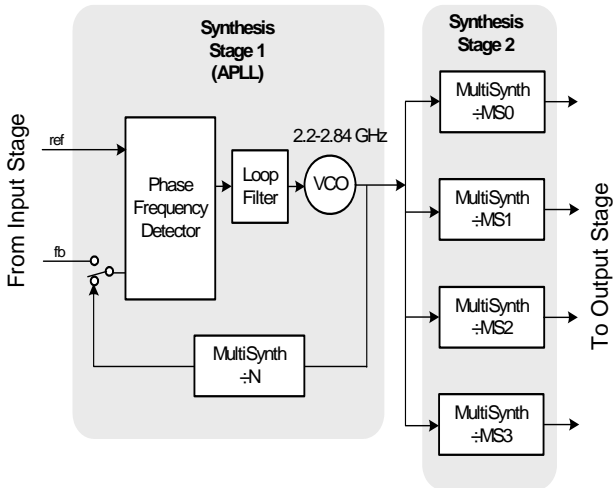 Synthesis
Stage 1
(APLL)
Synthesis
Stage 2
From Input Stage
ref
fb
Phase
Frequency
Detector
Loop
Filter
2.2-2.84 GHz
VCO
MultiSynth
÷N
MultiSynth
÷MS0
MultiSynth
÷MS1
MultiSynth
÷MS2
MultiSynth
÷MS3
To Output Stage